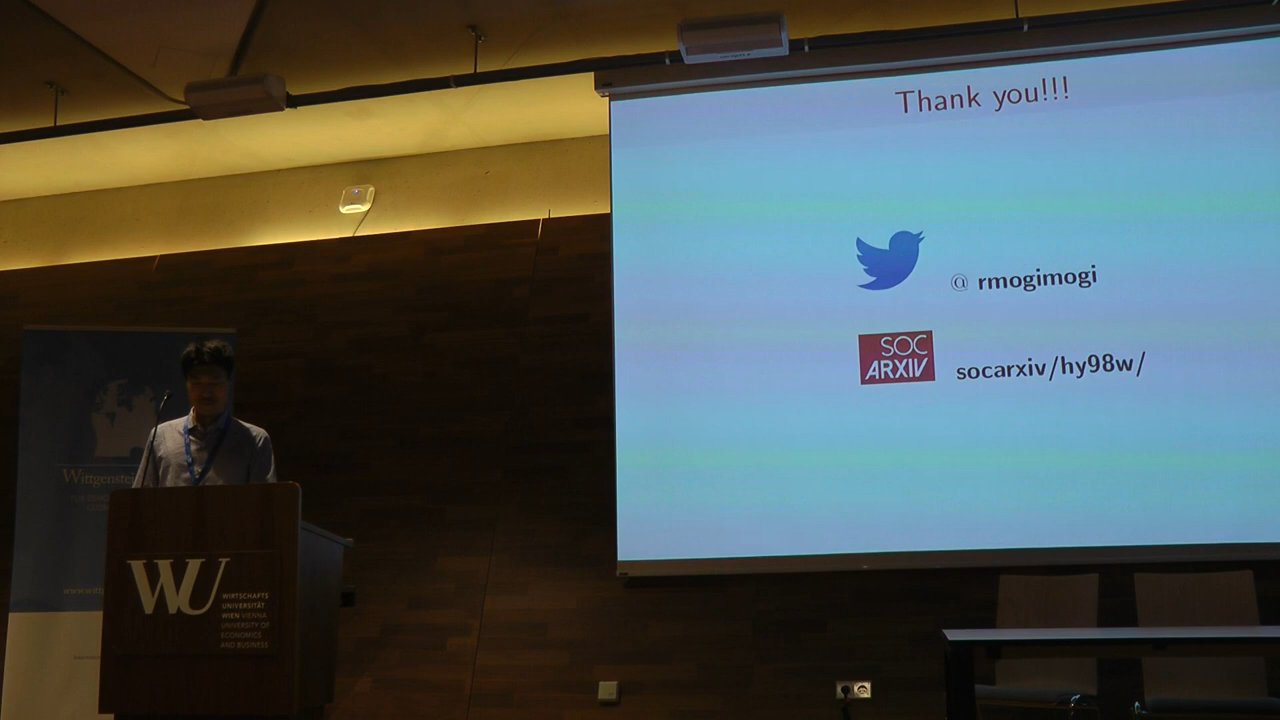 Thank you!!!
@ rmogimogi
SOC
ARXIV
socarxiv/hy98w/
WU
WIRTSCHAFTS
UNIVERSITÄT
WIEN VIENNA
UNIVERSITY OF
ECONOMICS
AND BUSINESS